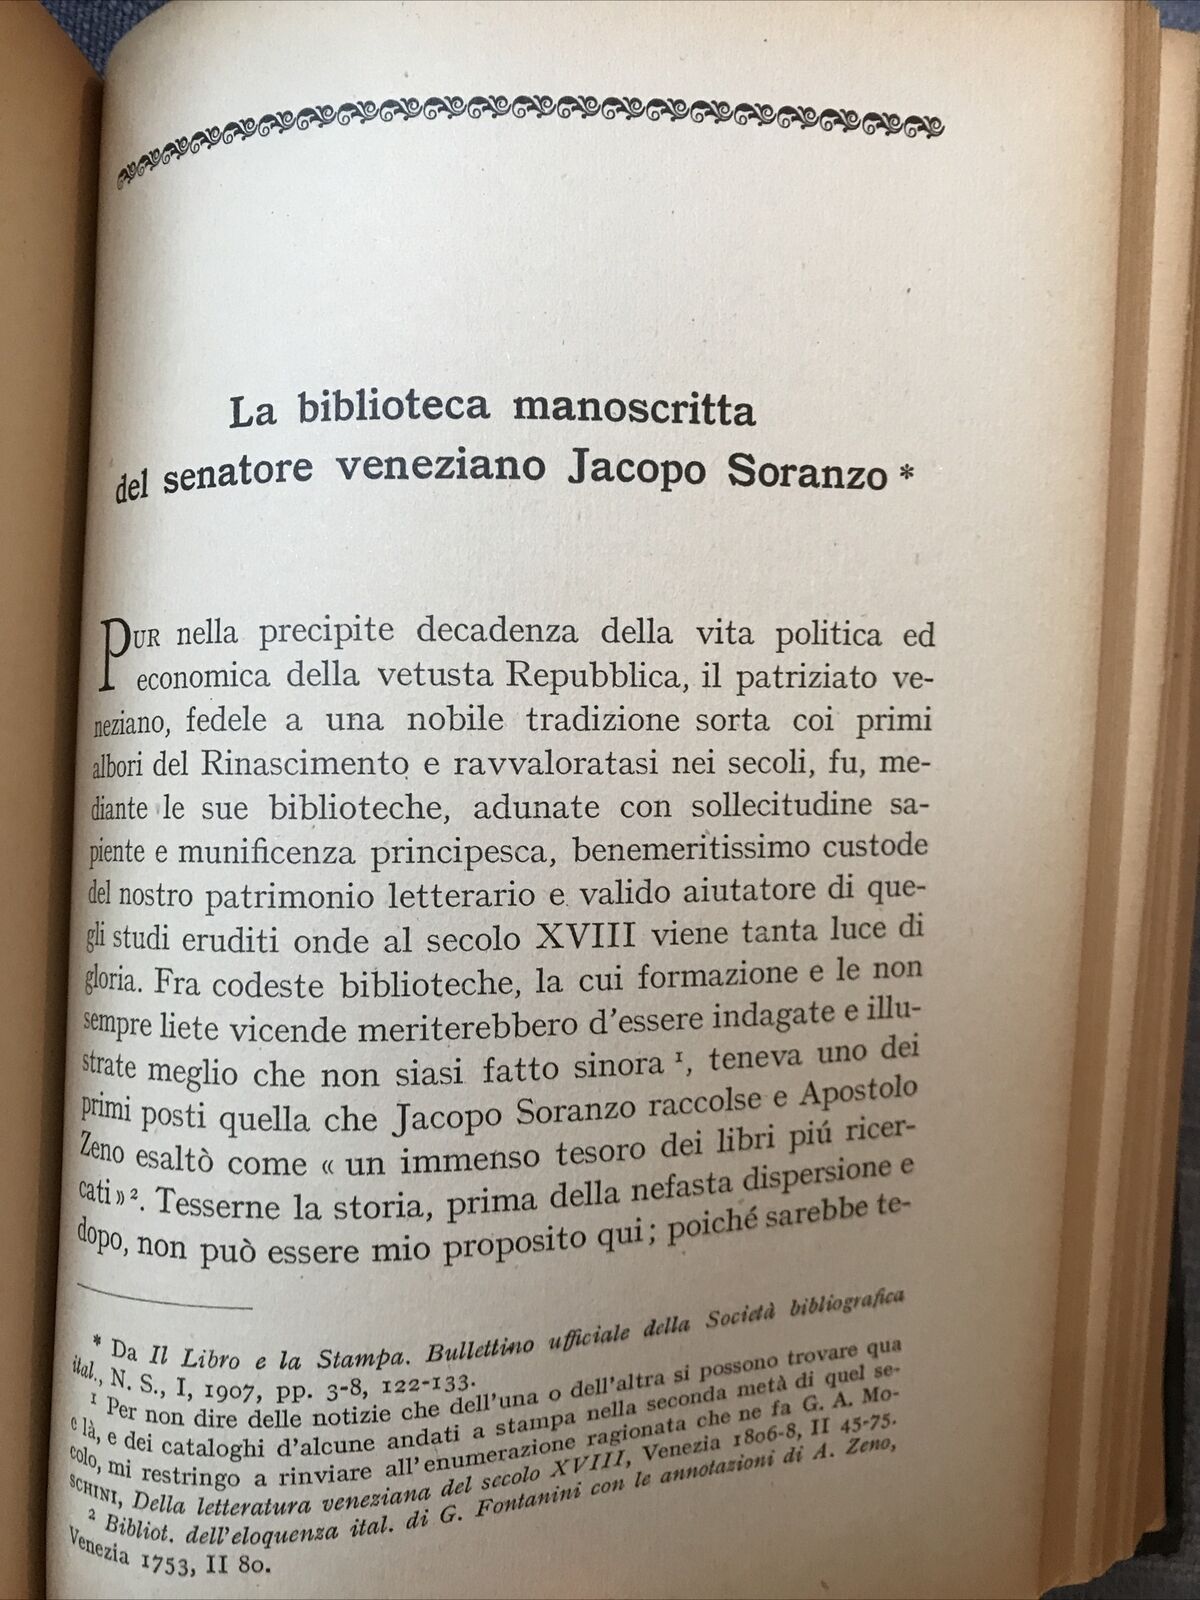 La biblioteca manoscritta
del senatore veneziano Jacopo Soranzo *
PUR nella precipite decadenza della vita politica ed
economica della vetusta Repubblica, il patriziato ve-
neziano, fedele a una nobile tradizione sorta coi primi
albori del Rinascimento e ravvaloratasi nei secoli, fu, me-
diante le sue biblioteche, adunate con sollecitudine sa-
piente e munificenza principesca, benemeritissimo custode
del nostro patrimonio letterario e valido aiutatore di que-
gli studi eruditi onde al secolo XVIII viene tanta luce di
gloria. Fra codeste biblioteche, la cui formazione e le non
sempre liete vicende meriterebbero d'essere indagate e illu-
strate meglio che non siasi fatto sinora ¹, teneva uno dei
primi posti quella che Jacopo Soranzo raccolse e Apostolo
Zeno esaltò come « un immenso tesoro dei libri piú ricer-
cati » ². Tesserne la storia, prima della nefasta dispersione e
dopo, non può essere mio proposito qui; poiché sarebbe te-
* Da Il Libro e la Stampa. Bullettino ufficiale della Società bibliografica
ital., N. S., I, 1907, pp. 3-8, 122-133.
¹ Per non dire delle notizie che dell'una o dell'altra si possono trovare qua
e là, e dei cataloghi d'alcune andati a stampa nella seconda metà di quel se-
colo, mi restringo a rinviare all'enumerazione ragionata che ne fa G. A. Mo-
SCHINI, Della letteratura veneziana del secolo XVIII, Venezia 1806-8, II 45-75.
² Bibliot. dell'eloquenza ital. di G. Fontanini con le annotazioni di A. Zeno,
Venezia 1753, II 80.